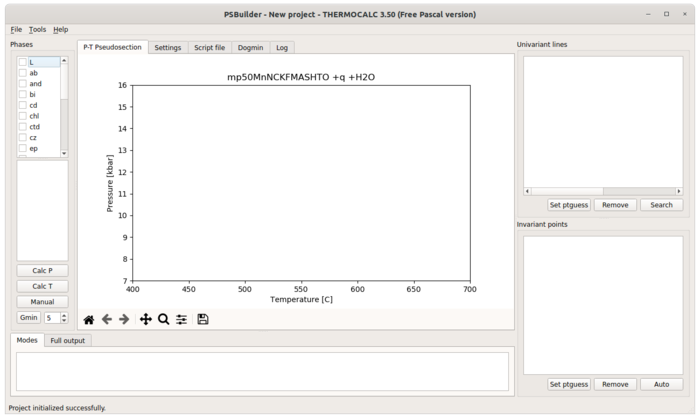 PSBuilder - New project - THERMOCALC 3.50 (Free Pascal version)
File Tools Help
Phases
L
ab
and
bi
cd
chl
ctd
cz
ep
Calc P
Calc T
Manual
Gmin 5
P-T Pseudosection Settings Script file Dogmin Log
mp50MnNCKFMASHTO +q +H2O
Pressure [kbar]
16
15
14
13
12
11
10
9
8
7
400 450 500 550 600 650 700
Temperature [C]
Univariant lines
Set ptguess Remove Search
Invariant points
Set ptguess Remove Auto
Modes Full output
Project initialized successfully.